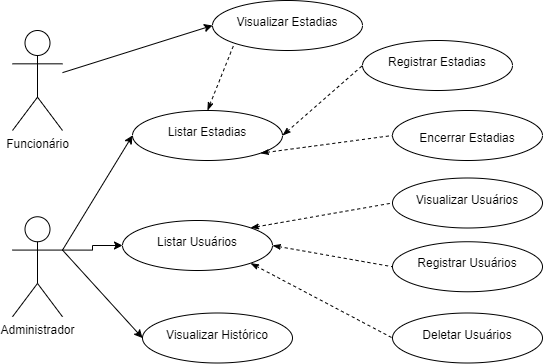 Visualizar Estadias
Registrar Estadias
Listar Estadias
Encerrar Estadias
Funcionário
Visualizar Usuários
Listar Usuários
Registrar Usuários
Administrador
Visualizar Histórico
Deletar Usuários